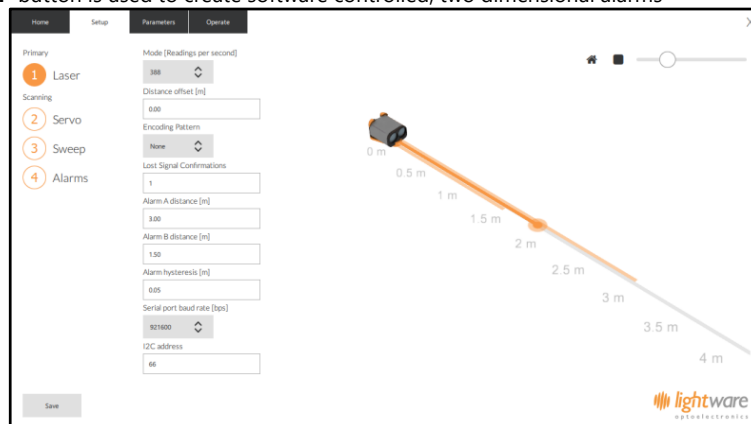 button is used to create software controlled, two dimensional alarms
Home
Setup
Parameters
Operate
X
Primary
1 Laser
Scanning
2 Servo
3 Sweep
4 Alarms
Mode [Readings per second]
388
Distance offset [m]
0.00
Encoding Pattern
None
Lost Signal Confirmations
1
Alarm A distance [m]
3.00
Alarm B distance [m]
1.50
Alarm hysteresis [m]
0.05
Serial port baud rate [bps]
921600
I2C address
66
Save
0 m
0.5 m
1 m
1.5 m
2 m
2.5 m
3 m
3.5 m
4 m
lightware
optoelectronics